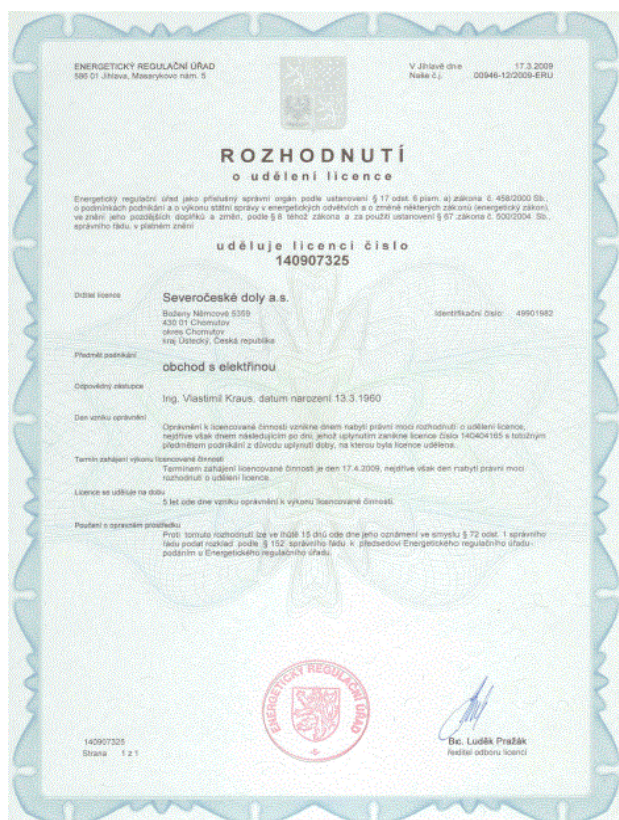 ENERGETICKÝ REGULAČNÍ ÚŘAD
586 01 Jihlava, Masarykovo nám. 5
V Jihlavě dne 17.3.2009
Naše č.j. 00946-12/2009-ERU
ROZHODNUTÍ
o udělení licence
Energetický regulační úřad jako příslušný správní orgán podle ustanovení § 17 odst. 6 písm. a) zákona č. 458/2000 Sb.,
o podmínkách podnikání a o výkonu státní správy v energetických odvětvích a o změně některých zákonů (energetický zákon),
ve znění jeho pozdějších doplňků a změn, podle § 8 téhož zákona a za použití ustanovení § 67 zákona č. 500/2004 Sb.,
správního řádu, v platném znění
uděluje licenci číslo
140907325
Držitel licence
Severočeské doly a.s.
Boženy Němcové 5359
Identifikační číslo: 49901982
430 01 Chomutov
okres Chomutov
kraj Ústecký, Česká republika
Předmět podnikání
obchod s elektřinou
Odpovědný zástupce
Ing. Vlastimil Kraus, datum narození 13.3.1960
Den vzniku oprávnění
Oprávnění k licencované činnosti vznikne dnem nabytí právní moci rozhodnutí o udělení licence,
nejdříve však dnem následujícím po dni, jehož uplynutím zanikne licence číslo 140404165 s totožným
předmětem podnikání z důvodu uplynutí doby, na kterou byla licence udělena.
Termín zahájení výkonu licencované činnosti
Termínem zahájení licencované činnosti je den 17.4.2009, nejdříve však den nabytí právní moci
rozhodnutí o udělení licence.
Licence se uděluje na dobu
5 let ode dne vzniku oprávnění k výkonu licencované činnosti.
Poučení o opravném prostředku
Proti tomuto rozhodnutí lze ve lhůtě 15 dnů ode dne jeho oznámení ve smyslu § 72 odst. 1 správního
řádu podat rozklad podle § 152 správního řádu k předsedovi Energetického regulačního úřadu
podáním u Energetického regulačního úřadu.
ENERGETICKÝ REGULAČNÍ ÚŘAD
140907325
Strana 1 z 1
Bc. Luděk Pražák
ředitel odboru licencí